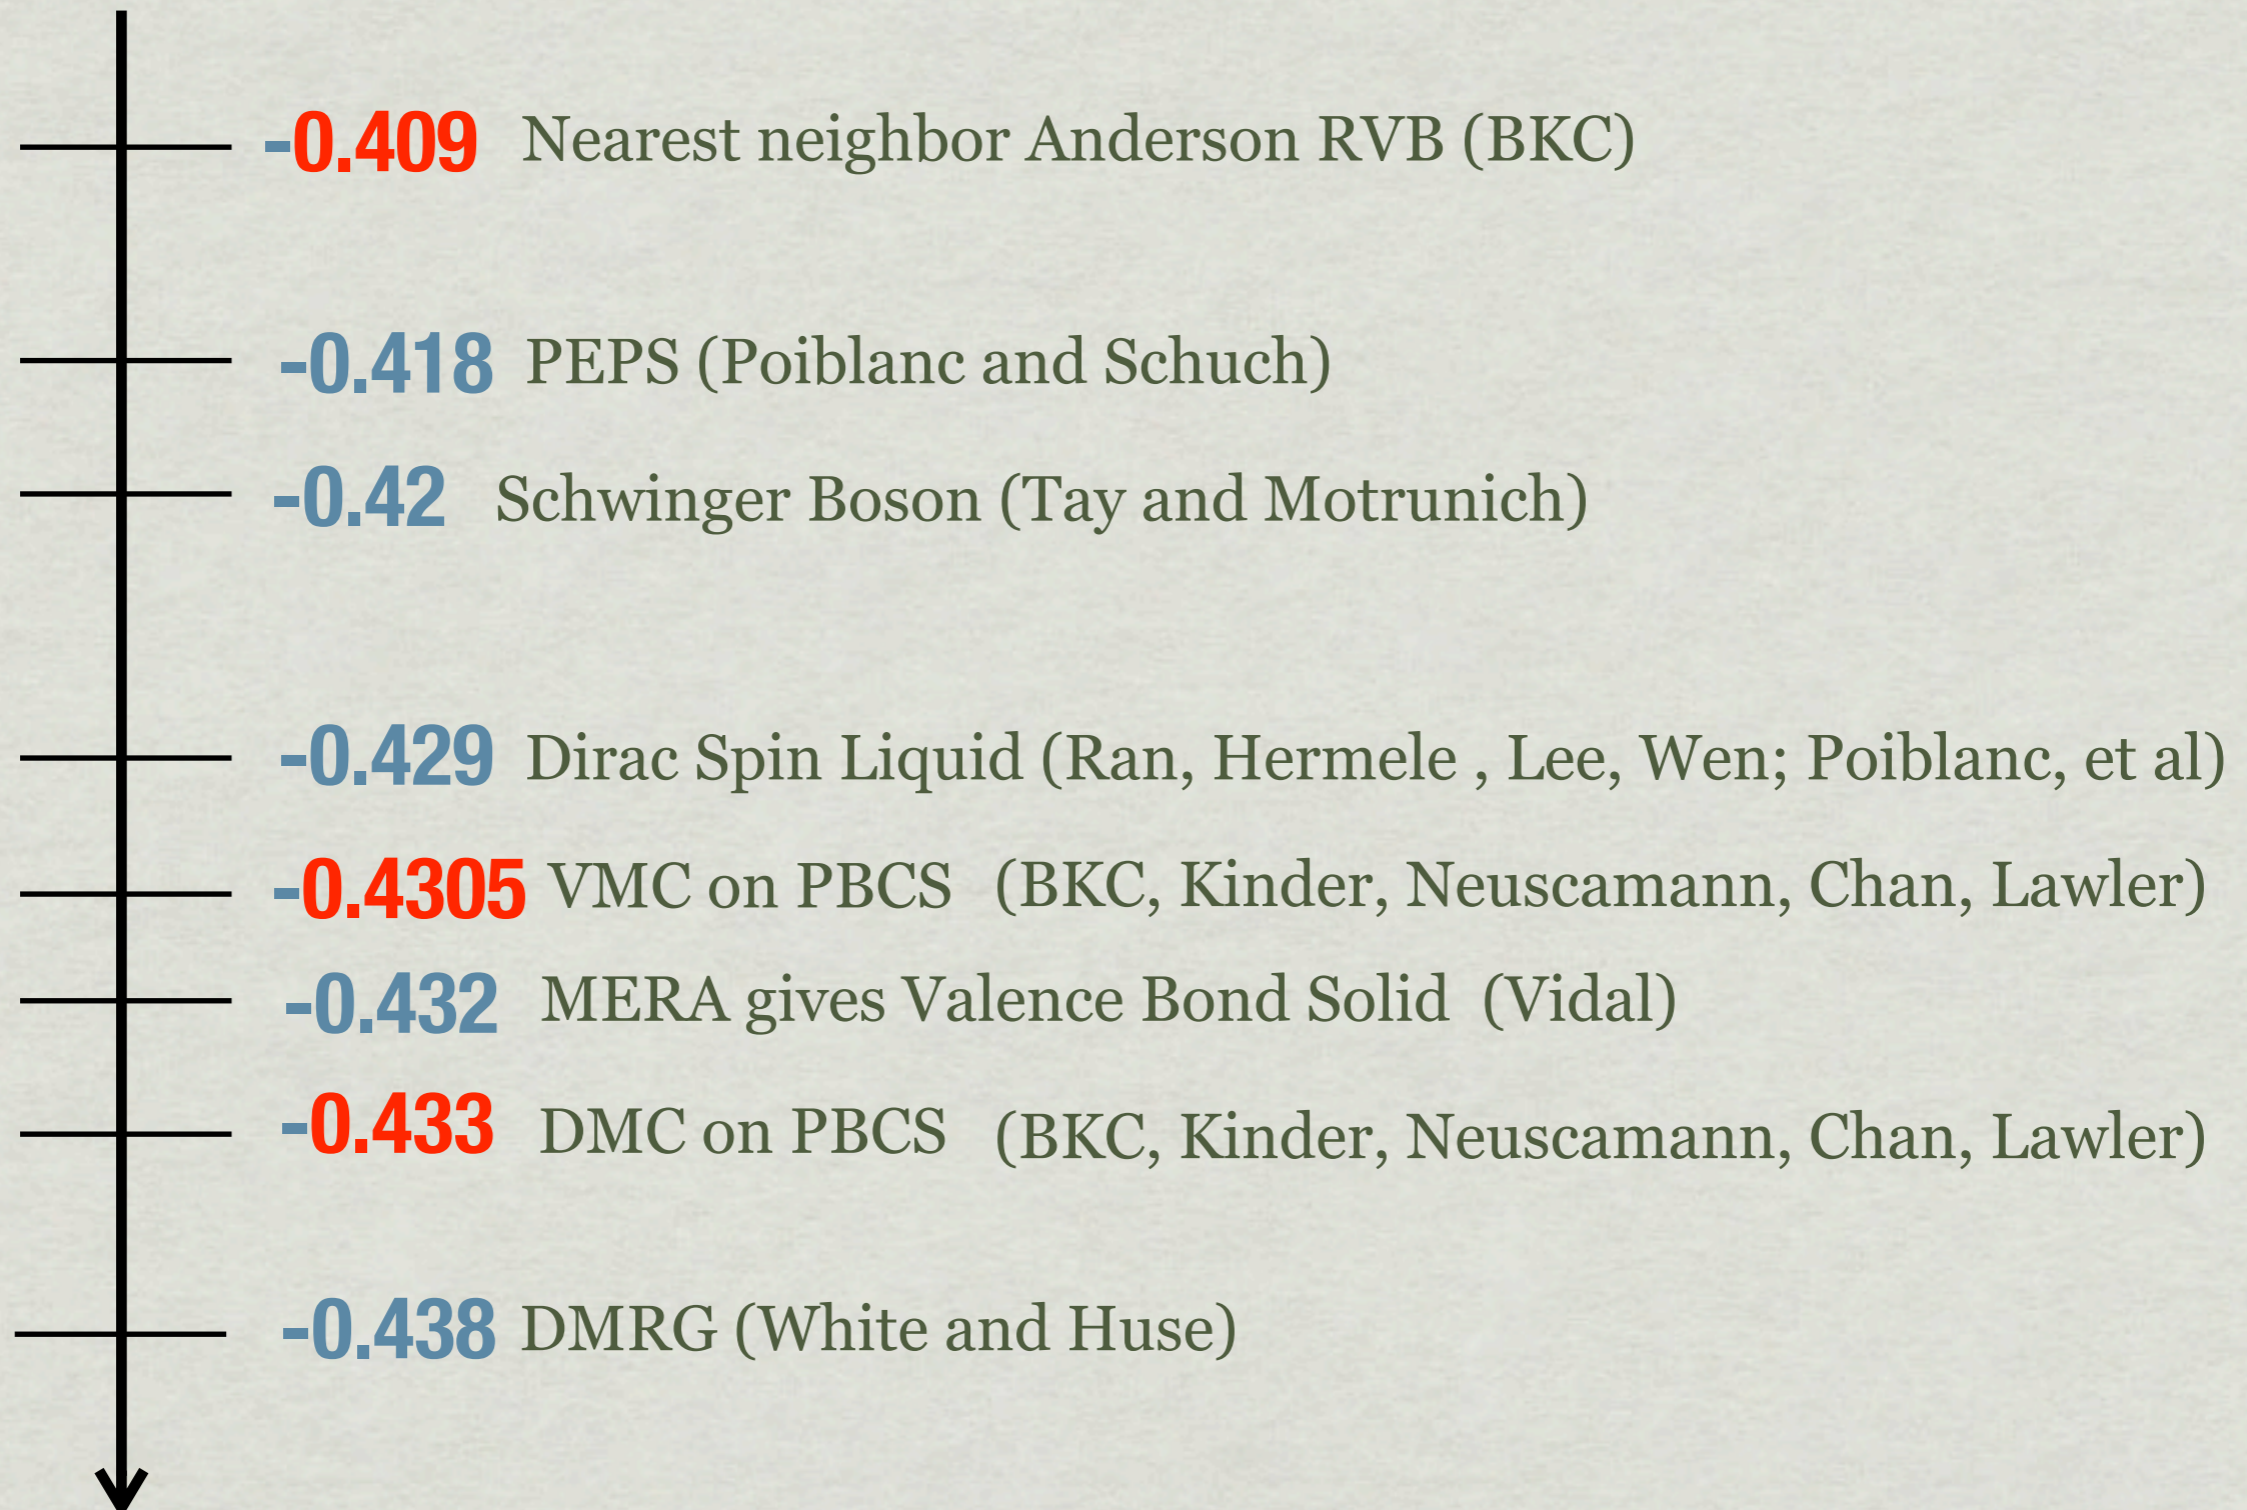 -0.409 Nearest neighbor Anderson RVB (BKC)
-0.418 PEPS (Poiblanc and Schuch)
-0.42 Schwinger Boson (Tay and Motrunich)
-0.429 Dirac Spin Liquid (Ran, Hermele , Lee, Wen; Poiblanc, et al)
-0.4305 VMC on PBCS (BKC, Kinder, Neuscamann, Chan, Lawler)
-0.432 MERA gives Valence Bond Solid (Vidal)
-0.433 DMC on PBCS (BKC, Kinder, Neuscamann, Chan, Lawler)
-0.438 DMRG (White and Huse)